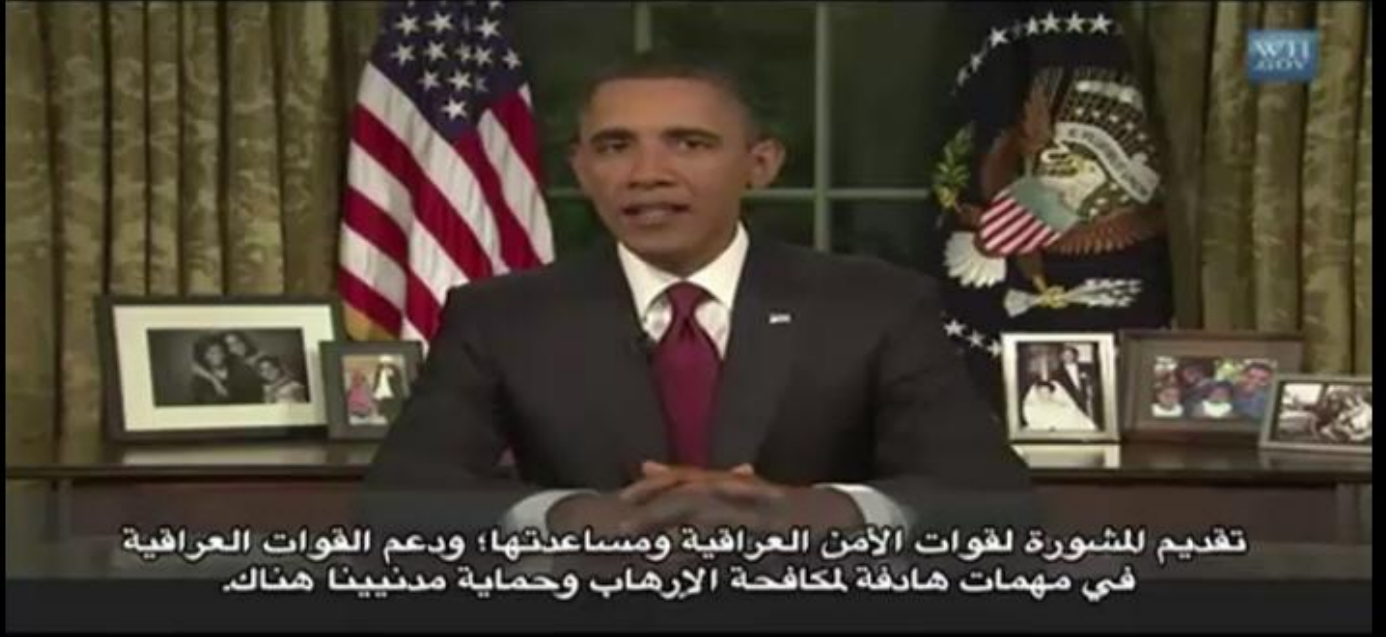 WH
.GOV
تقديم المشورة لقوات الأمن العراقية ومساعدتها؛ ودعم القوات العراقية
في مهمات هادفة لمكافحة الإرهاب وحماية مدنيينا هناك.